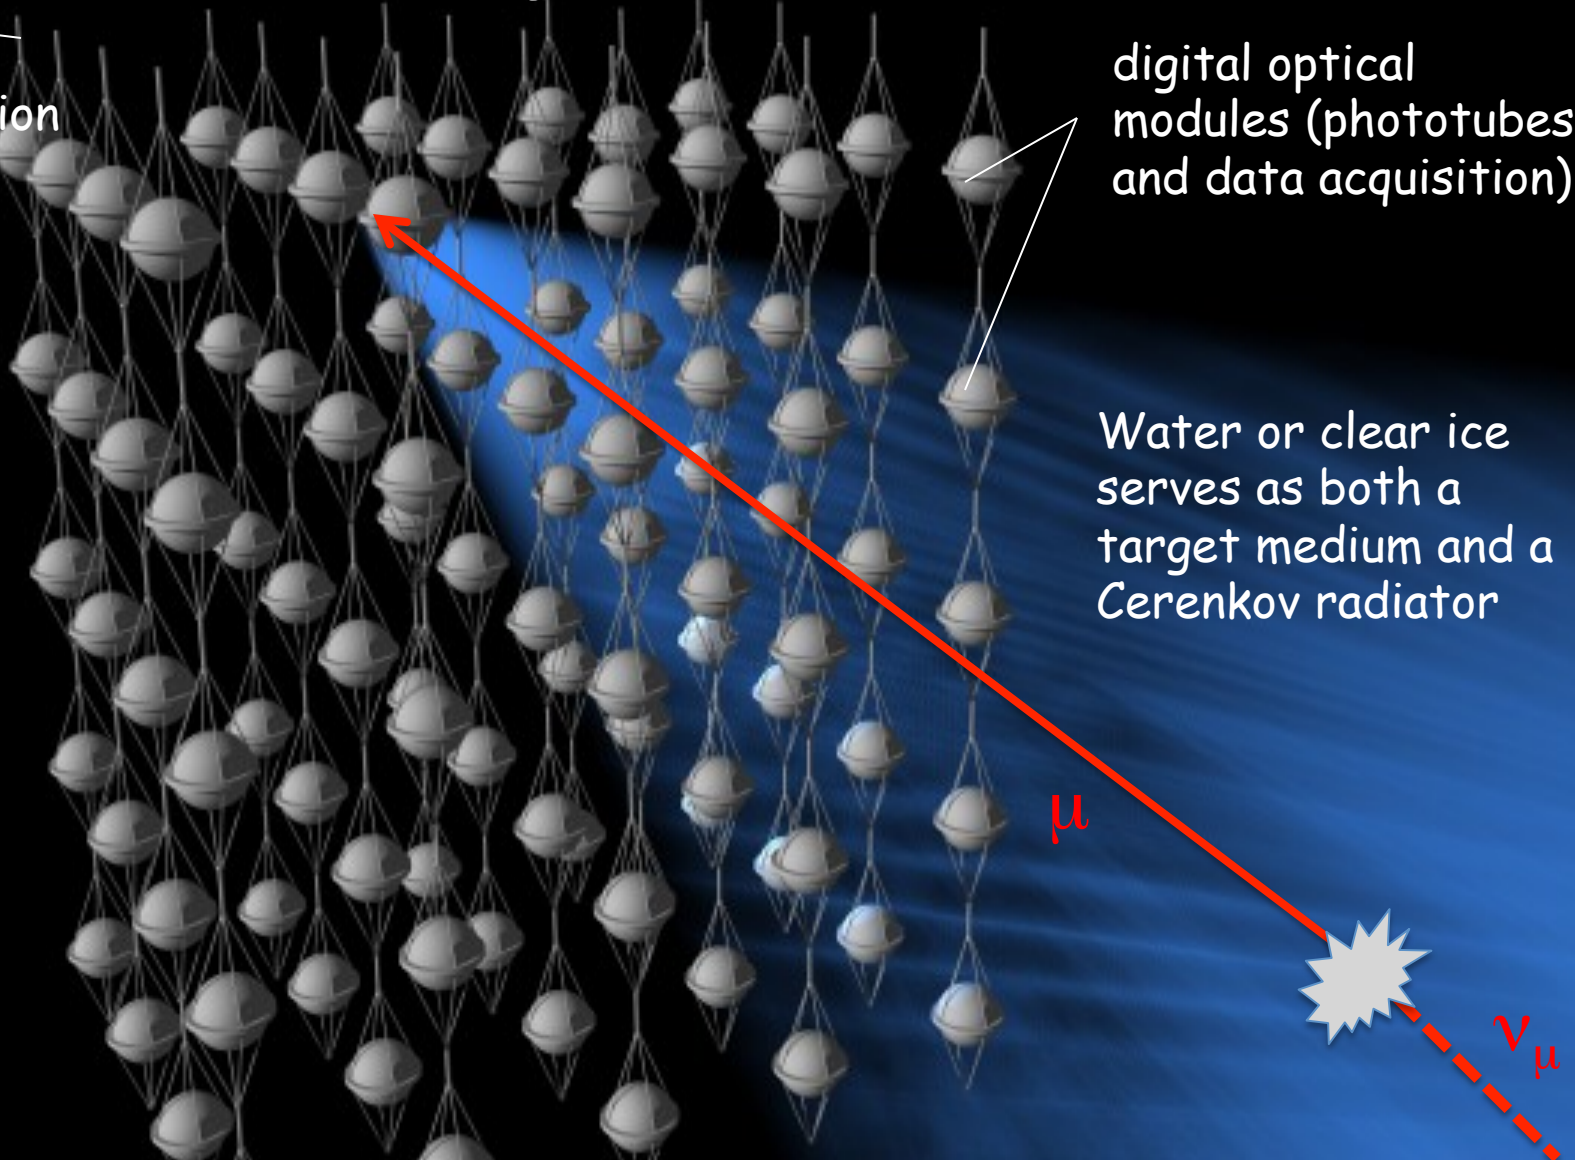 digital optical
modules (phototubes
and data acquisition)
Water or clear ice
serves as both a
target medium and a
Cerenkov radiator
μ
νμ